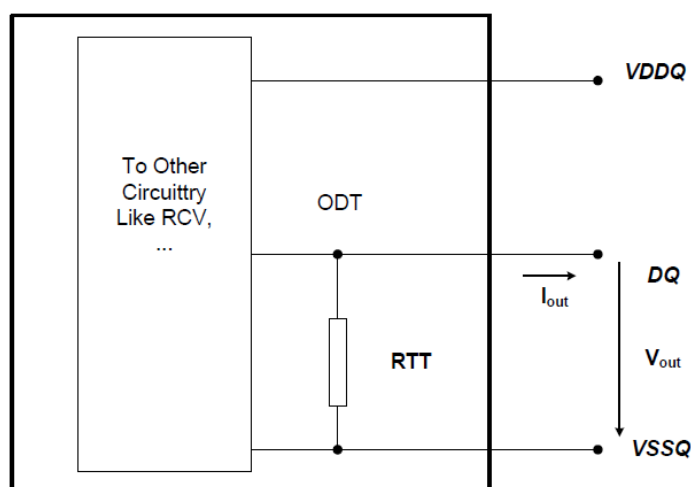 VDDQ
To Other
Circuittry
Like RCV,
...
ODT
DQ
Iout
RTT
Vout
VSSQ